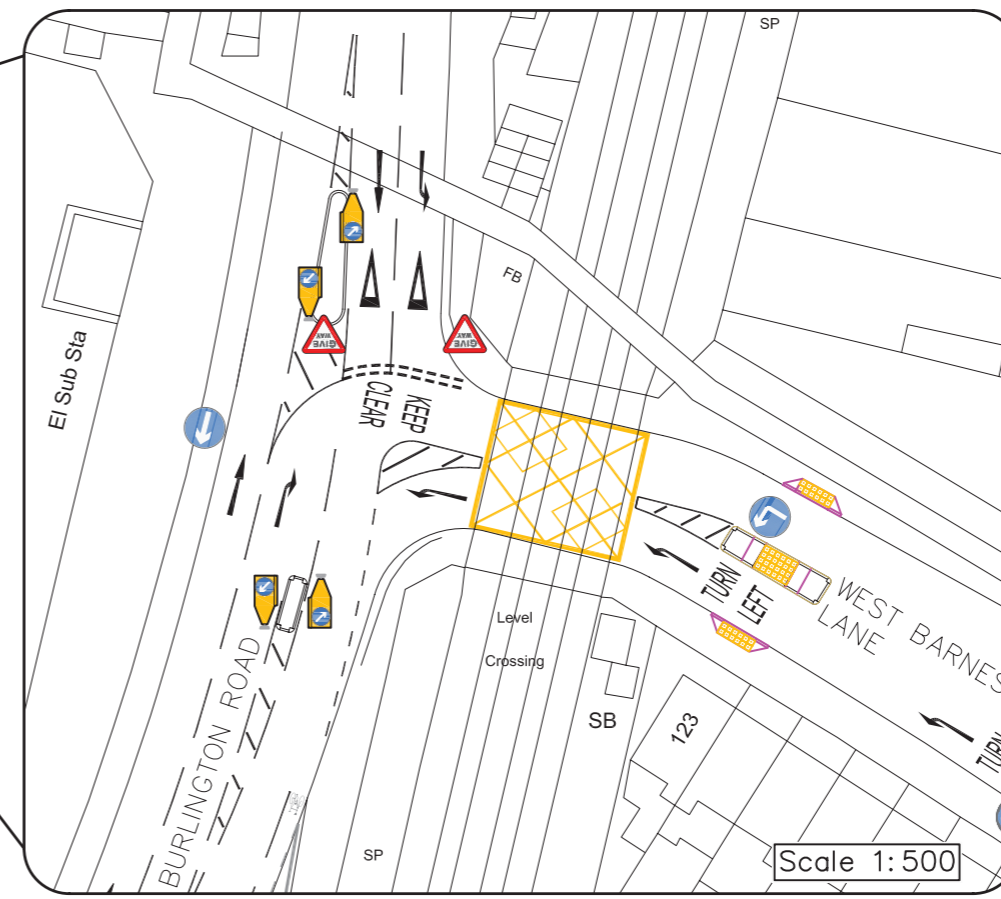 SP
FB
El Sub Sta
GIVE
WAY
GIVE
WAY
KEEP
CLEAR
TURN
LEFT
WEST BARNES
LANE
Level
Crossing
SB
123
TURN
BURLINGTON ROAD
SP
Scale 1:500